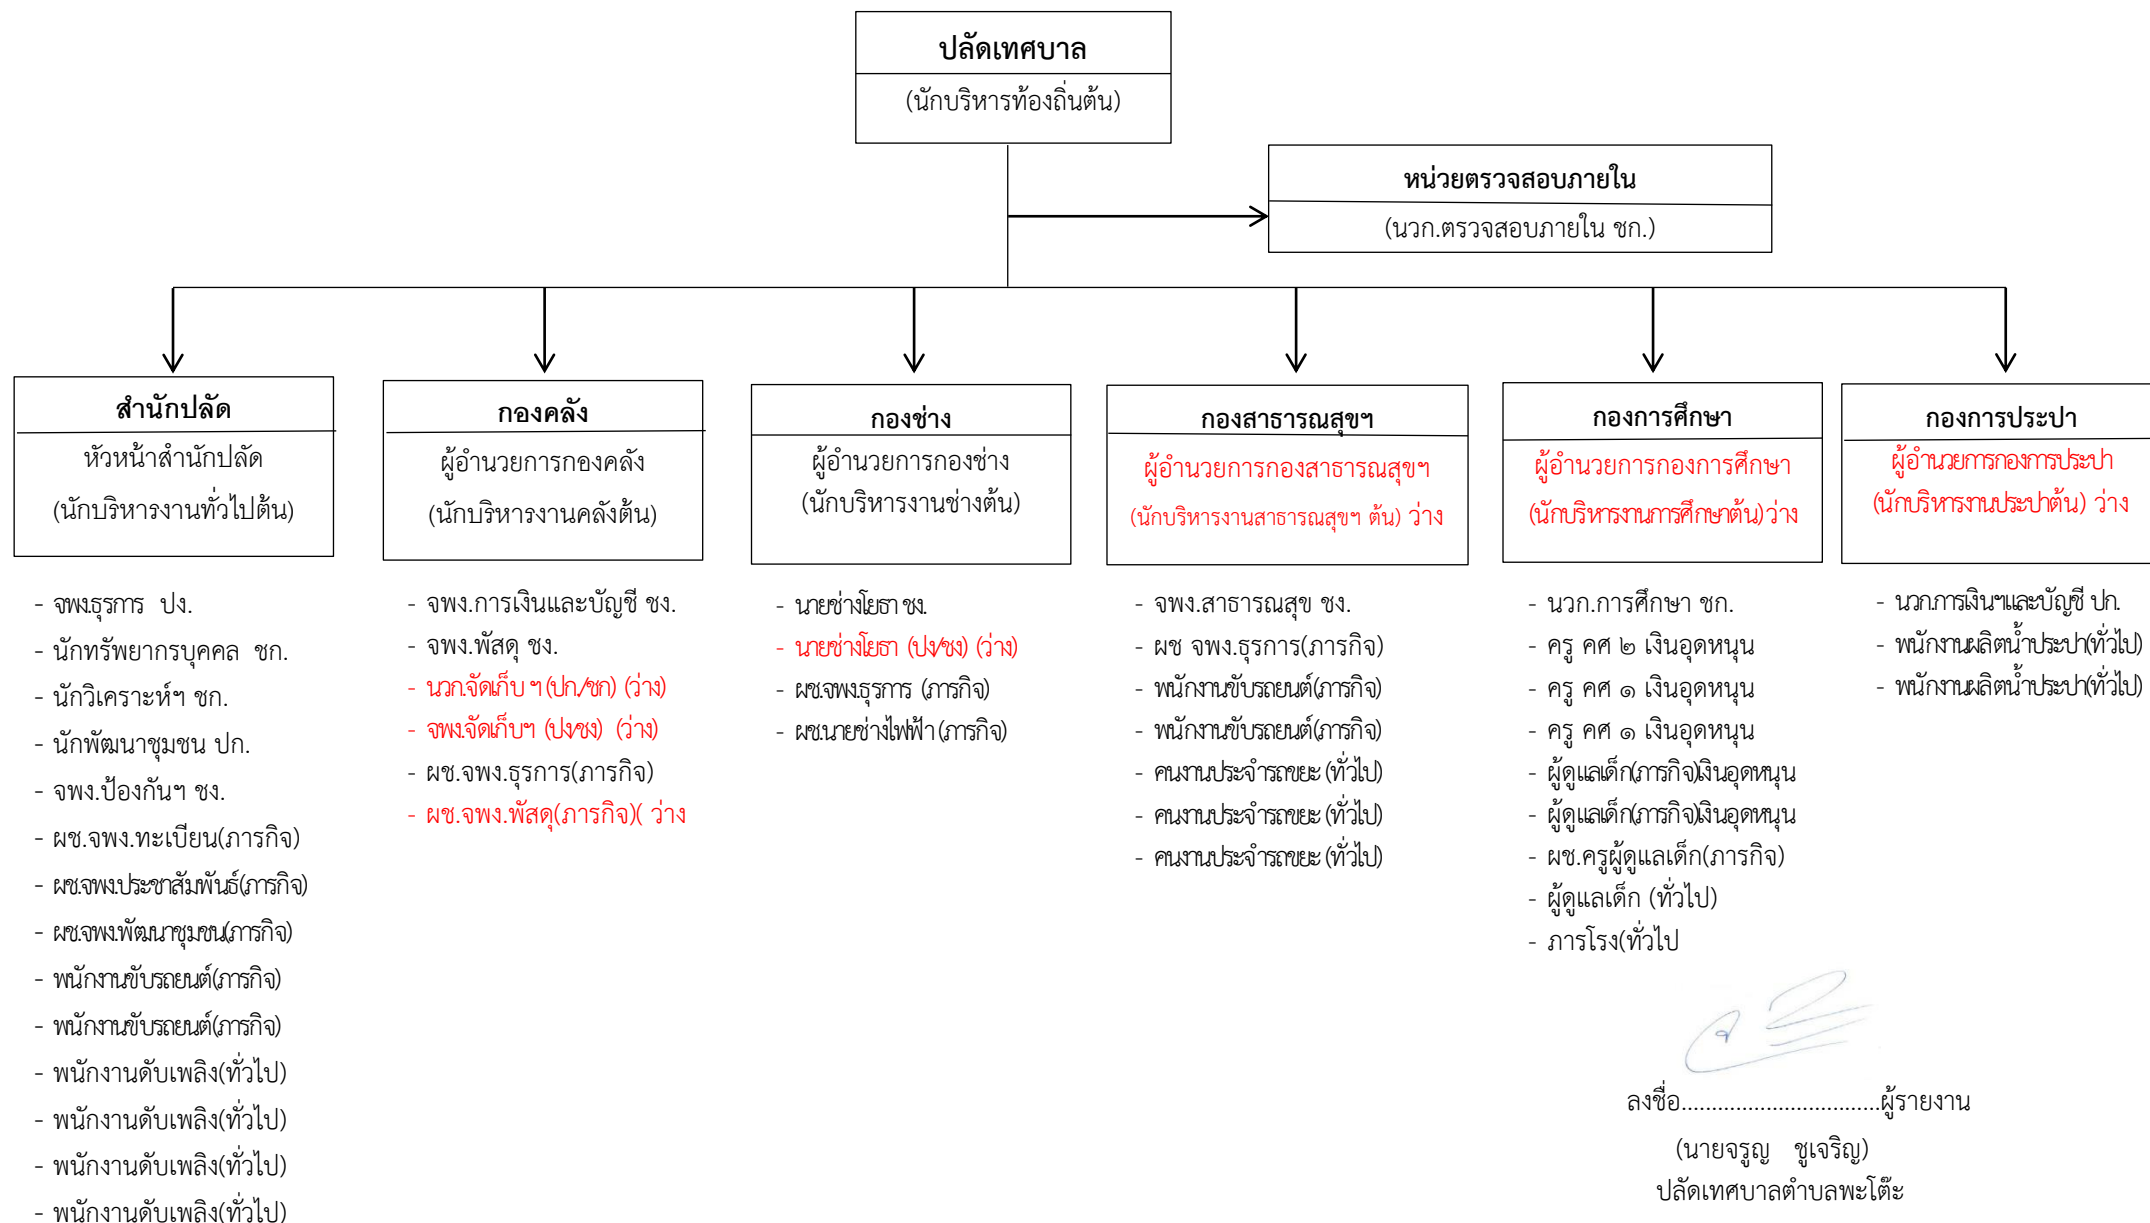 ปลัดเทศบาล
(นักบริหารท้องถิ่นต้น)
หน่วยตรวจสอบภายใน
(นวก.ตรวจสอบภายใน ชก.)
สำนักปลัด
หัวหน้าสำนักปลัด
(นักบริหารงานทั่วไปต้น)
- จพง.ธุรการ ปง.
- นักทรัพยากรบุคคล ชก.
- นักวิเคราะห์ฯ ชก.
- นักพัฒนาชุมชน ปก.
- จพง.ป้องกันฯ ชง.
- ผช.จพง.ทะเบียน(ภารกิจ)
- ผช.จพง.ประชาสัมพันธ์(ภารกิจ)
- ผช.จพง.พัฒนาชุมชน(ภารกิจ)
- พนักงานขับรถยนต์(ภารกิจ)
- พนักงานขับรถยนต์(ภารกิจ)
- พนักงานดับเพลิง(ทั่วไป)
- พนักงานดับเพลิง(ทั่วไป)
- พนักงานดับเพลิง(ทั่วไป)
- พนักงานดับเพลิง(ทั่วไป)
กองคลัง
ผู้อำนวยการกองคลัง
(นักบริหารงานคลังต้น)
- จพง.การเงินและบัญชี ชง.
- จพง.พัสดุ ชง.
- นวก.จัดเก็บ ฯ (ปก./ชก) (ว่าง)
- จพง.จัดเก็บฯ (ปง/ชง) (ว่าง)
- ผช.จพง.ธุรการ(ภารกิจ)
- ผช.จพง.พัสดุ(ภารกิจ)( ว่าง
กองช่าง
ผู้อำนวยการกองช่าง
(นักบริหารงานช่างต้น)
- นายช่างโยธา ชง.
- นายช่างโยธา (ปง/ชง) (ว่าง)
- ผช.จพง.ธุรการ (ภารกิจ)
- ผช.นายช่างไฟฟ้า (ภารกิจ)
กองสาธารณสุขฯ
ผู้อำนวยการกองสาธารณสุขฯ
(นักบริหารงานสาธารณสุขฯ ต้น) ว่าง
- จพง.สาธารณสุข ชง.
- ผช จพง.ธุรการ(ภารกิจ)
- พนักงานขับรถยนต์(ภารกิจ)
- พนักงานขับรถยนต์(ภารกิจ)
- คนงานประจำรถขยะ (ทั่วไป)
- คนงานประจำรถขยะ (ทั่วไป)
- คนงานประจำรถขยะ (ทั่วไป)
กองการศึกษา
ผู้อำนวยการกองการศึกษา
(นักบริหารงานการศึกษาต้น) ว่าง
- นวก.การศึกษา ชก.
- ครู คศ ๒ เงินอุดหนุน
- ครู คศ ๑ เงินอุดหนุน
- ครู คศ ๑ เงินอุดหนุน
- ผู้ดูแลเด็ก(ภารกิจ)เงินอุดหนุน
- ผู้ดูแลเด็ก(ภารกิจ)เงินอุดหนุน
- ผช.ครูผู้ดูแลเด็ก(ภารกิจ)
- ผู้ดูแลเด็ก (ทั่วไป)
- ภารโรง(ทั่วไป
กองการประปา
ผู้อำนวยการกองการประปา
(นักบริหารงานประปาต้น) ว่าง
- นวก.การเงินฯและบัญชี ปก.
- พนักงานผลิตน้ำประปา(ทั่วไป)
- พนักงานผลิตน้ำประปา(ทั่วไป)
ลงชื่อ.................................ผู้รายงาน
(นายจรูญ ชูเจริญ)
ปลัดเทศบาลตำบลพะโต๊ะ